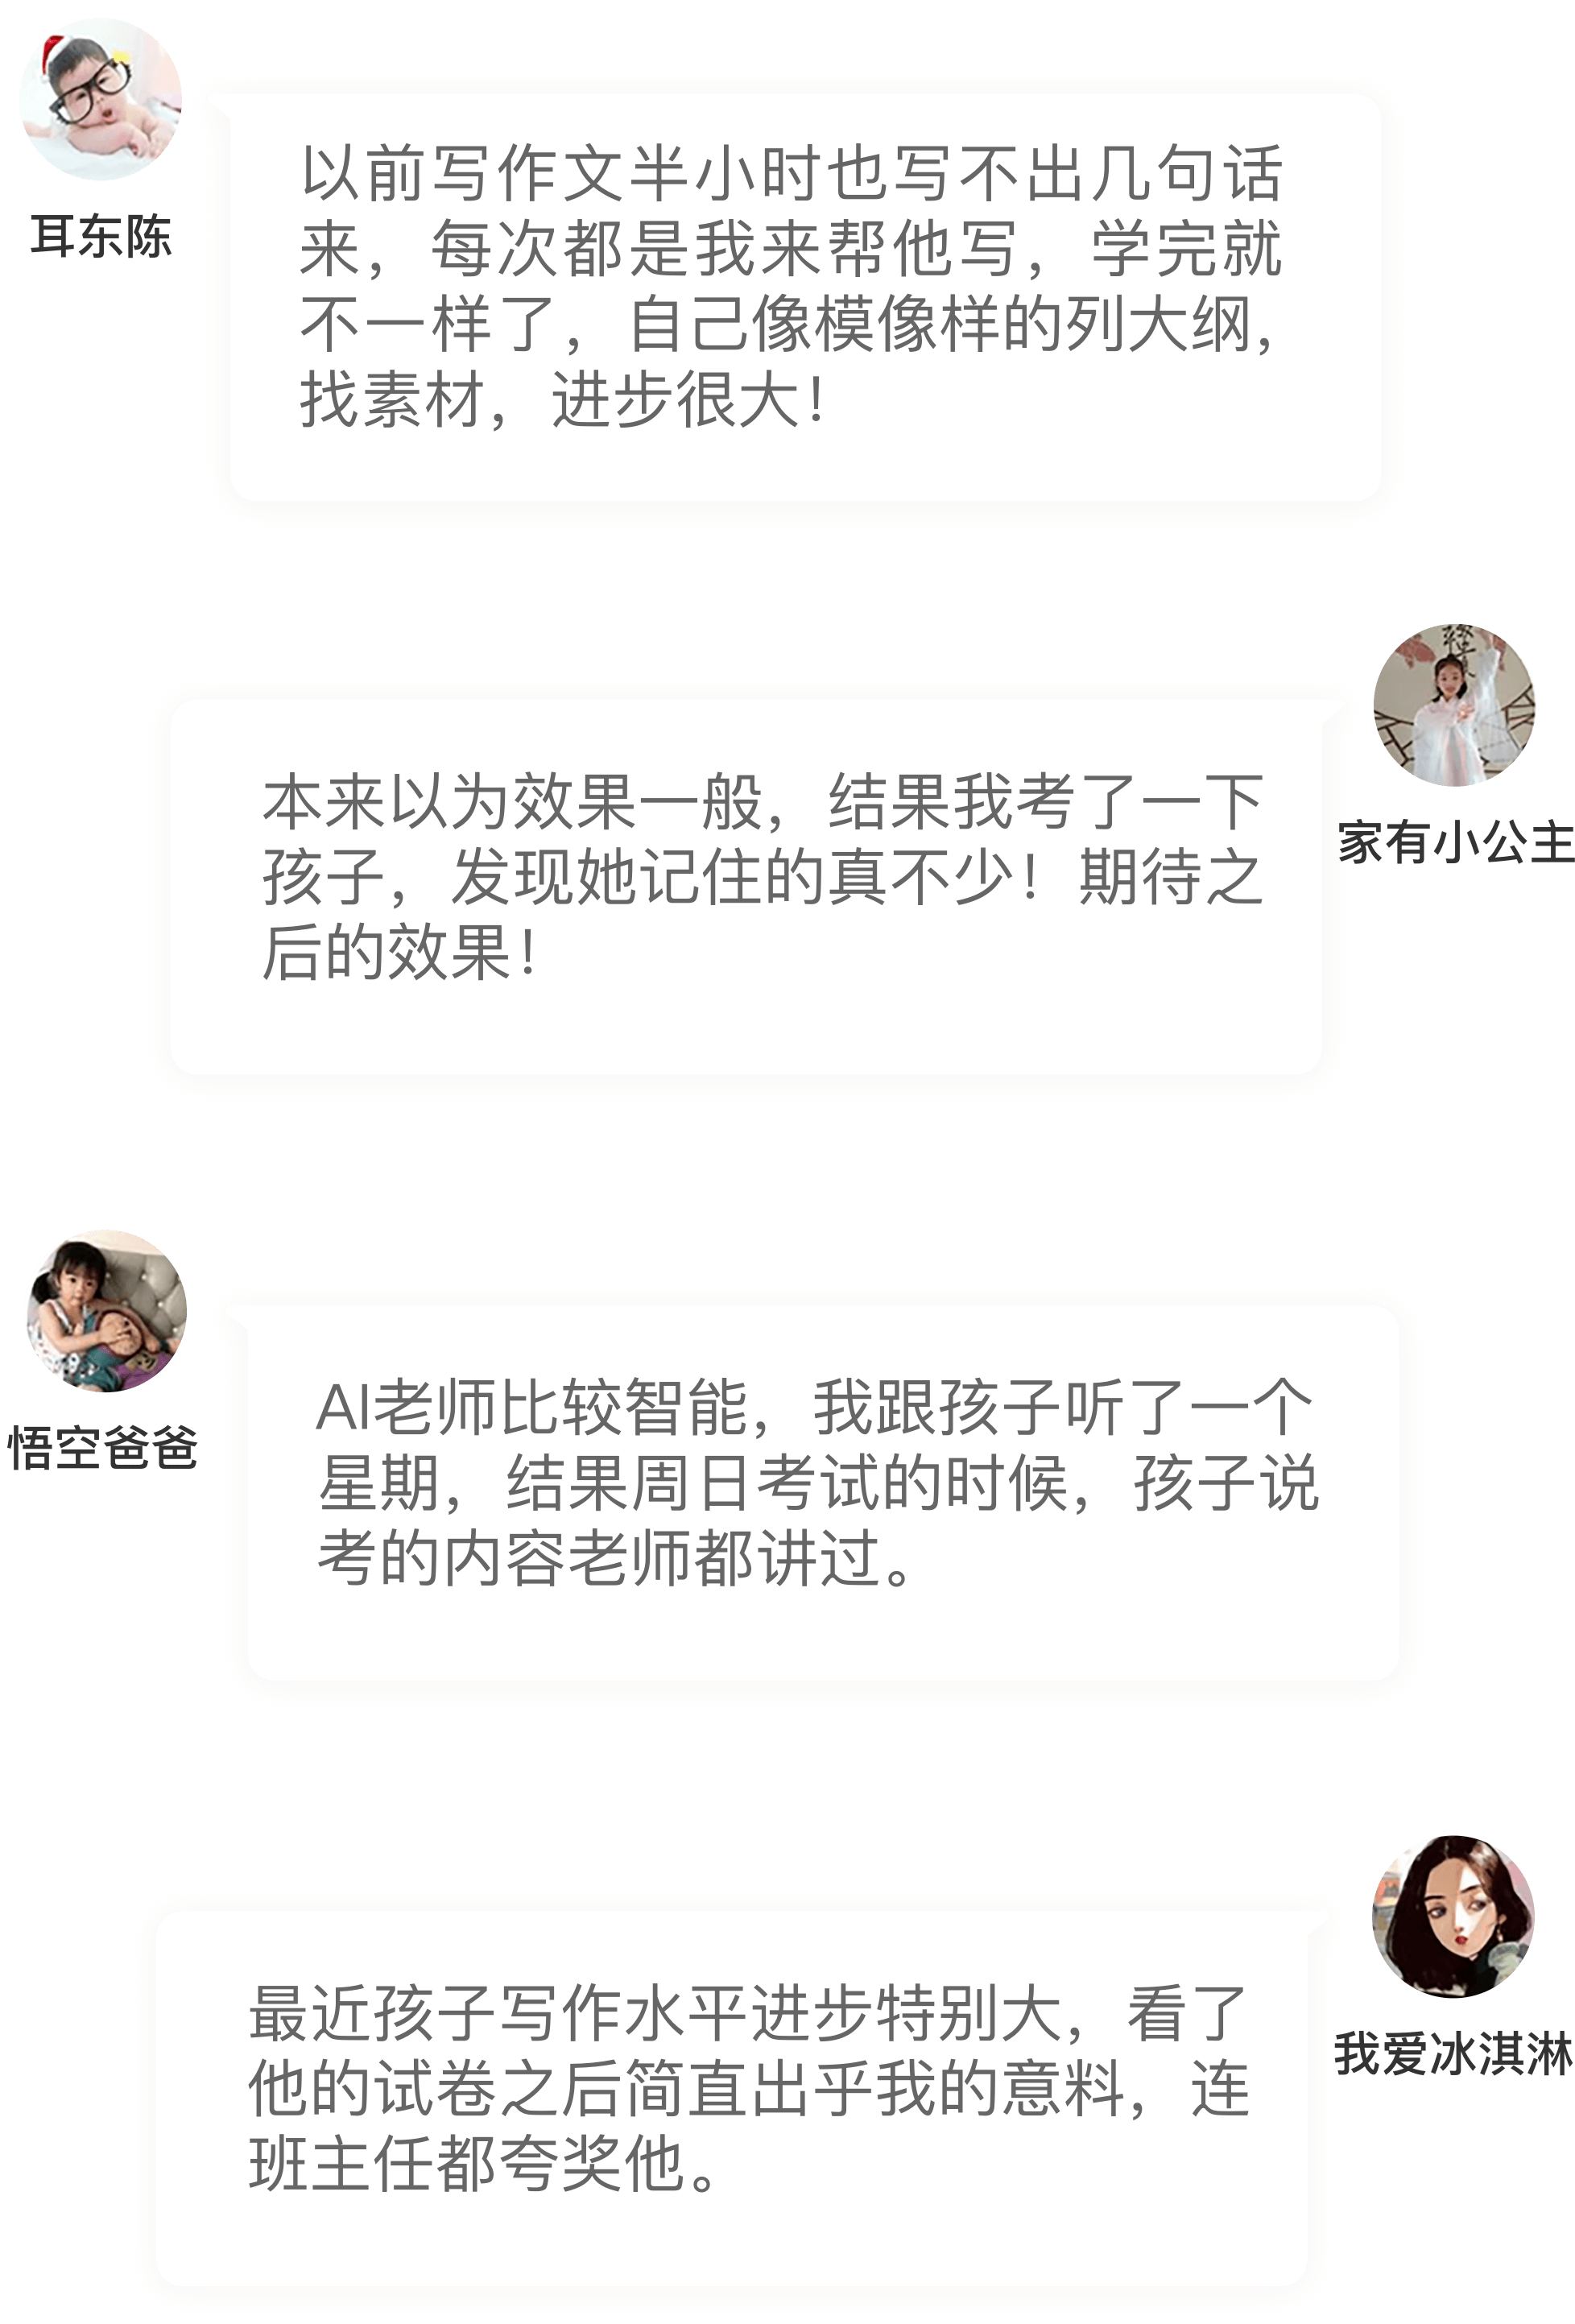 耳东陈
以前写作文半小时也写不出几句话
来，每次都是我来帮他写，学完就
不一样了，自己像模像样的列大纲，
找素材，进步很大！
家有小公主
本来以为效果一般，结果我考了一下
孩子，发现她记住的真不少！期待之
后的效果！
悟空爸爸
AI老师比较智能，我跟孩子听了一个
星期，结果周日考试的时候，孩子说
考的内容老师都讲过。
我爱冰淇淋
最近孩子写作水平进步特别大，看了
他的试卷之后简直出乎我的意料，连
班主任都夸奖他。